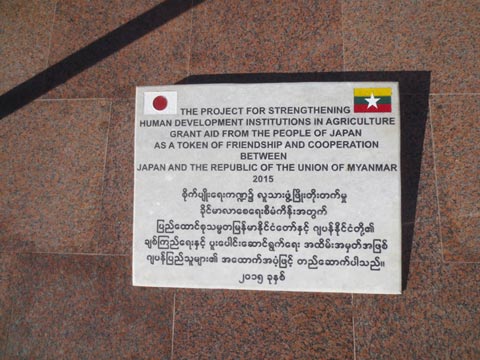 THE PROJECT FOR STRENGTHENING
HUMAN DEVELOPMENT INSTITUTIONS IN AGRICULTURE
GRANT AID FROM THE PEOPLE OF JAPAN
AS A TOKEN OF FRIENDSHIP AND COOPERATION
BETWEEN
JAPAN AND THE REPUBLIC OF THE UNION OF MYANMAR
2015
စိုက်ပျိုးရေးကဏ္ဍ၌ လူသားဖွံ့ဖြိုးတိုးတက်မှု
ခိုင်မာလာစေရေးစီမံကိန်းအတွက်
ပြည်ထောင်စုသမ္မတမြန်မာနိုင်ငံတော်နှင့် ဂျပန်နိုင်ငံတို့၏
ချစ်ကြည်ရေးနှင့် ပူးပေါင်းဆောင်ရွက်ရေး အထိမ်းအမှတ်အဖြစ်
ဂျပန်ပြည်သူများ၏ အထောက်အပံ့ဖြင့် တည်ဆောက်ပါသည်။
၂၀၁၅ ခုနှစ်